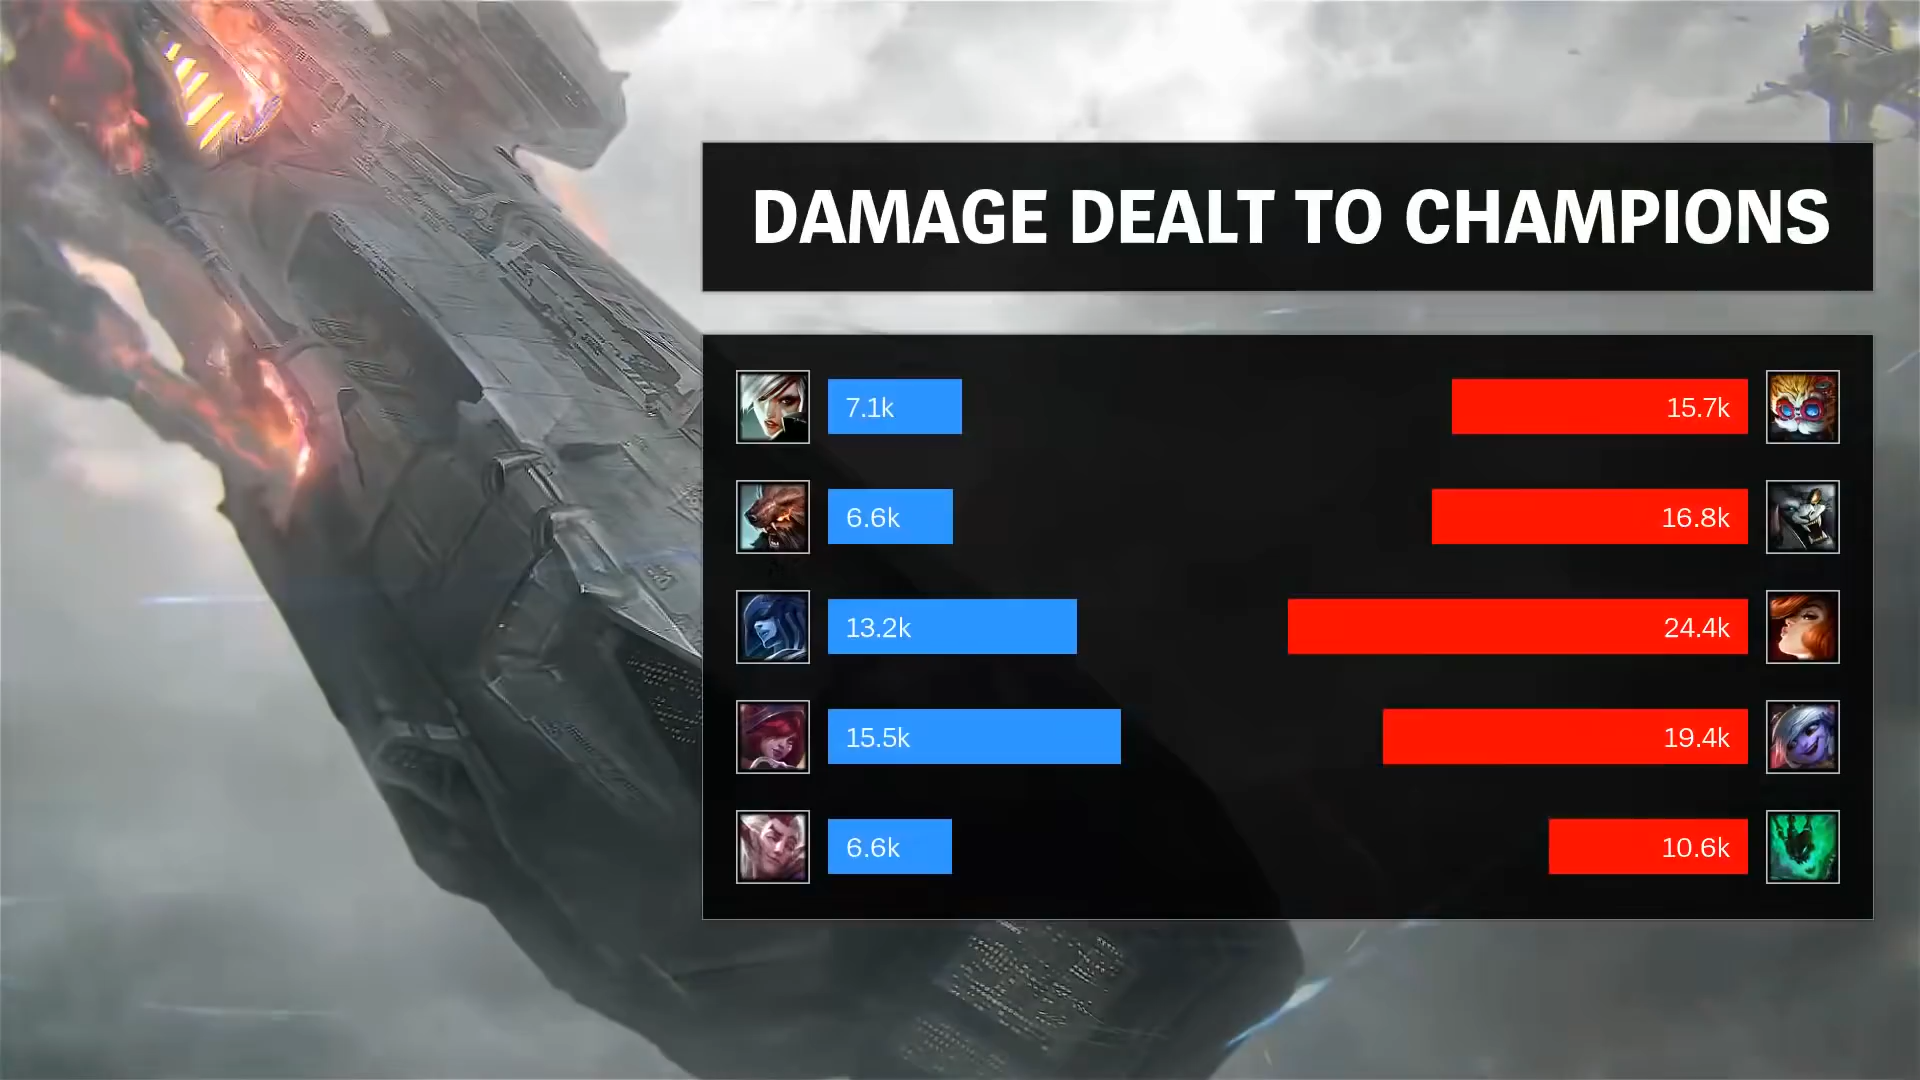 DAMAGE DEALT TO CHAMPIONS
7.1k 15.7k
6.6k 16.8k
13.2k 24.4k
15.5k 19.4k
6.6k 10.6k